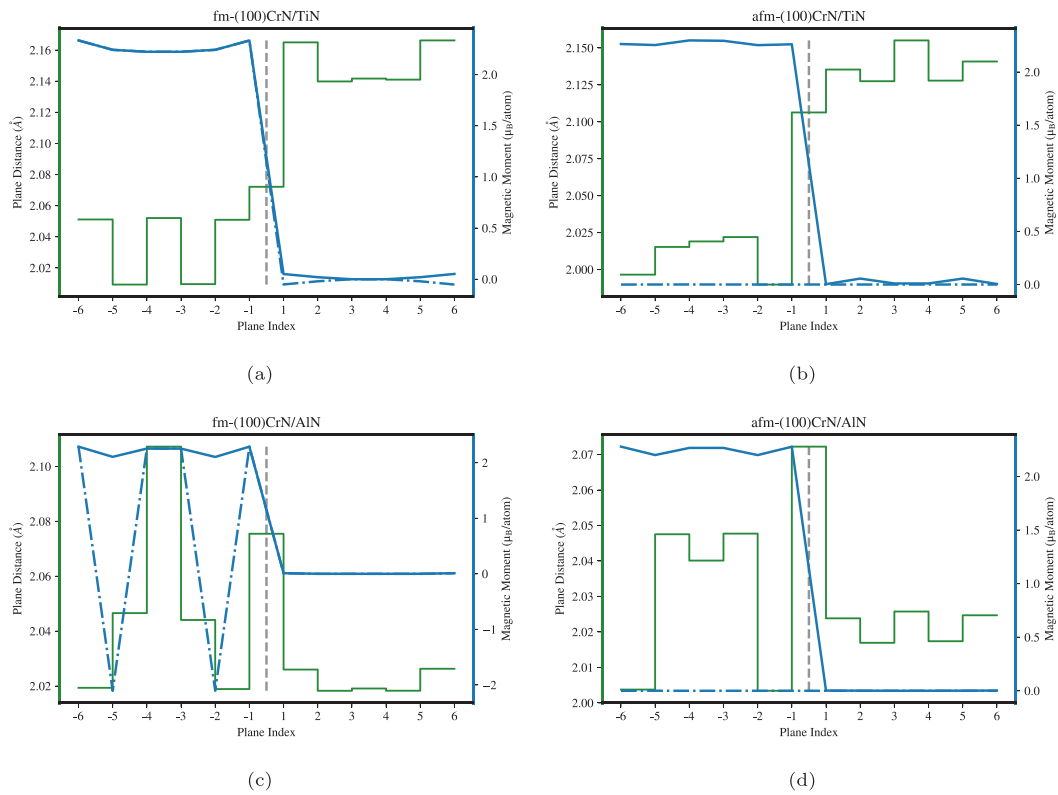 fm-(100)CrN/TiN
2.16
2.14
2.12
2.10
2.08
2.06
2.04
2.02
Plane Distance (Å)
2.0
1.5
1.0
0.5
0.0
Magnetic Moment (μB/atom)
-6 -5 -4 -3 -2 -1 1 2 3 4 5 6
Plane Index
(a)
afm-(100)CrN/TiN
2.150
2.125
2.100
2.075
2.050
2.025
2.000
Plane Distance (Å)
2.0
1.5
1.0
0.5
0.0
Magnetic Moment (μB/atom)
-6 -5 -4 -3 -2 -1 1 2 3 4 5 6
Plane Index
(b)
fm-(100)CrN/AlN
2.10
2.08
2.06
2.04
2.02
Plane Distance (Å)
2
1
0
−1
−2
Magnetic Moment (μB/atom)
-6 -5 -4 -3 -2 -1 1 2 3 4 5 6
Plane Index
(c)
afm-(100)CrN/AlN
2.07
2.06
2.05
2.04
2.03
2.02
2.01
2.00
Plane Distance (Å)
2.0
1.5
1.0
0.5
0.0
Magnetic Moment (μB/atom)
-6 -5 -4 -3 -2 -1 1 2 3 4 5 6
Plane Index
(d)